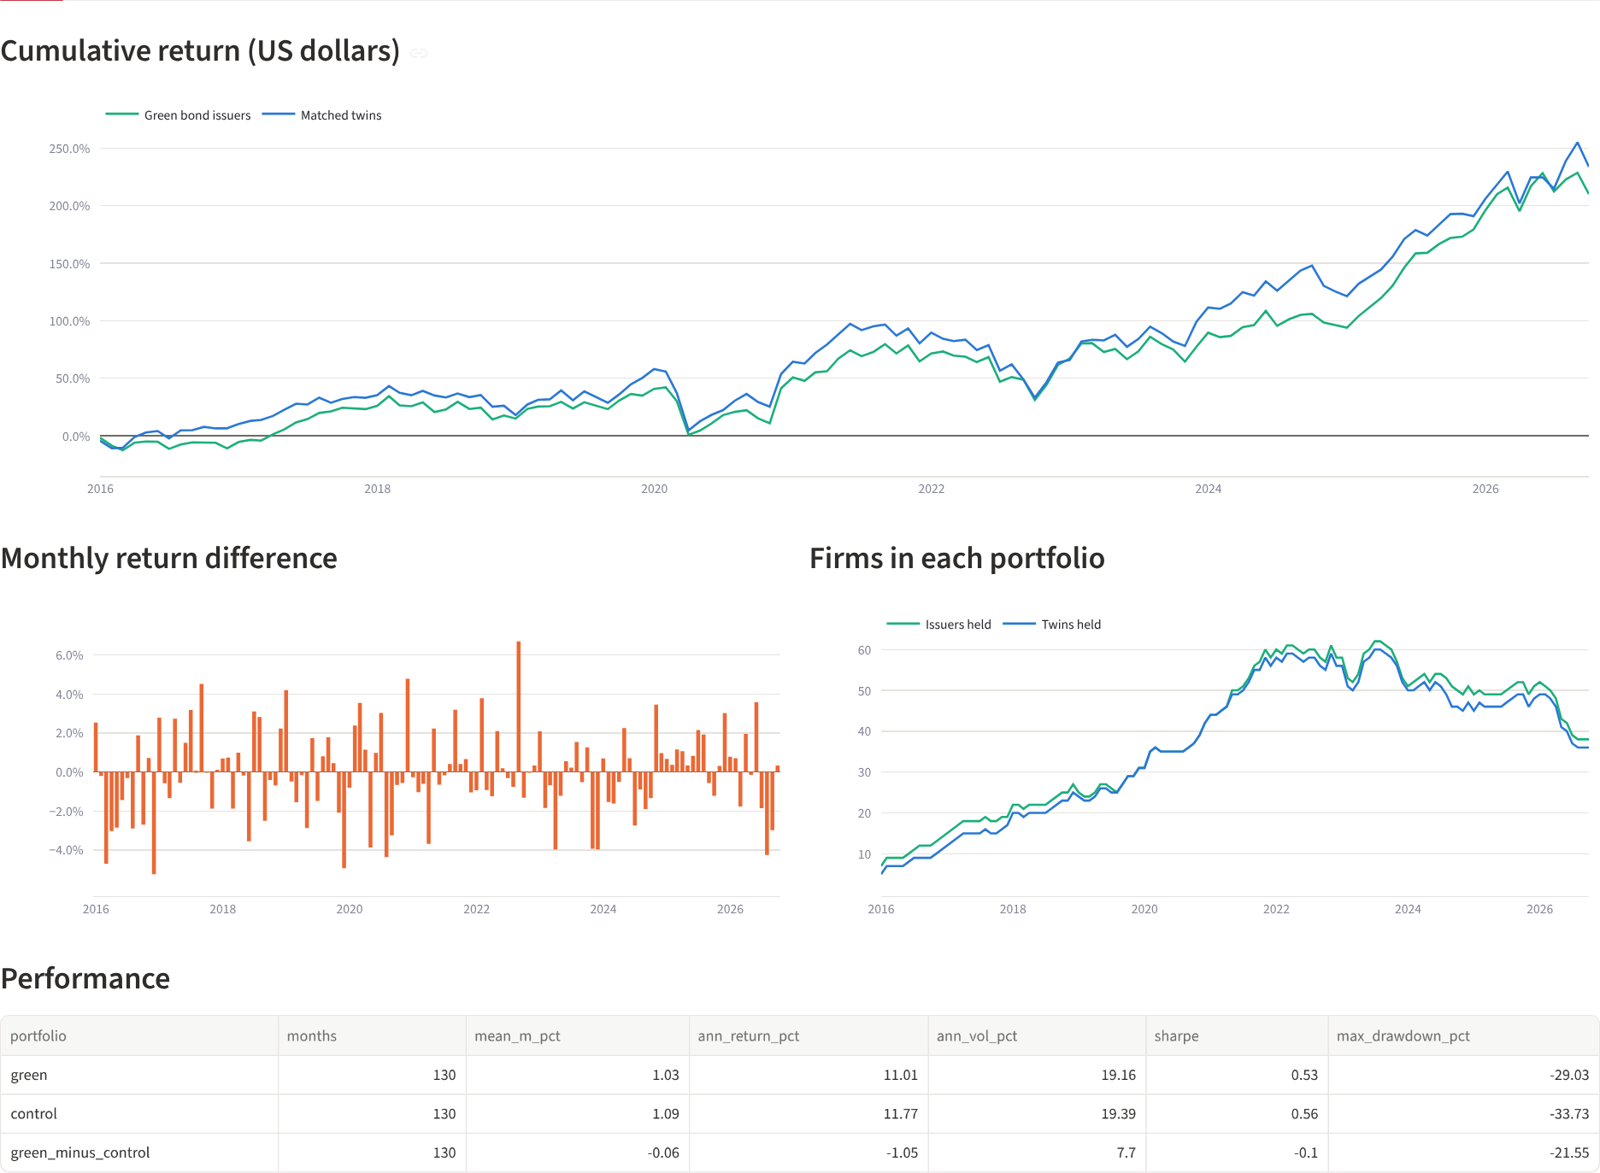 Cumulative return (US dollars)
Green bond issuers Matched twins
250.0%
200.0%
150.0%
100.0%
50.0%
0.0%
2016 2018 2020 2022 2024 2026
Monthly return difference
6.0%
4.0%
2.0%
0.0%
−2.0%
−4.0%
2016 2018 2020 2022 2024 2026
Firms in each portfolio
Issuers held Twins held
60
50
40
30
20
10
2016 2018 2020 2022 2024 2026
Performance
portfolio months mean_m_pct ann_return_pct ann_vol_pct sharpe max_drawdown_pct
green 130 1.03 11.01 19.16 0.53 -29.03
control 130 1.09 11.77 19.39 0.56 -33.73
green_minus_control 130 -0.06 -1.05 7.7 -0.1 -21.55